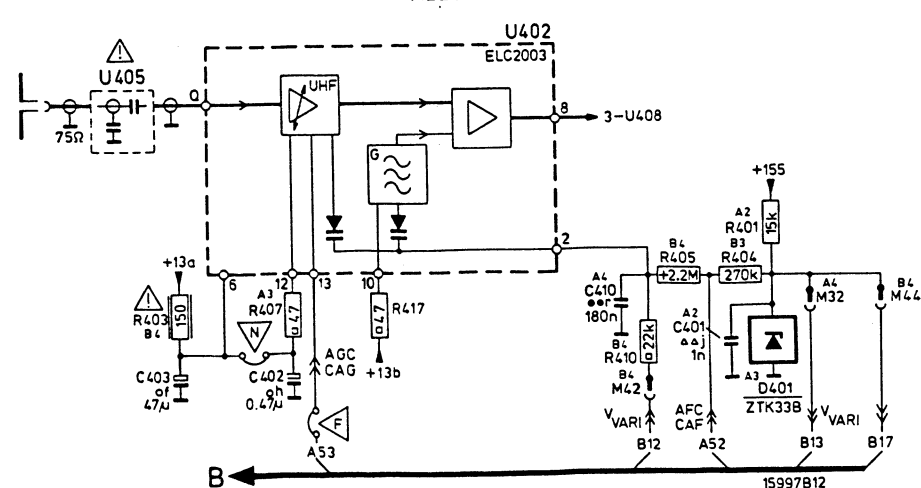 U402
ELC2003
U405
75Ω
Q
UHF
G
8
3-U408
2
6
12
13
10
+13a
R403
B4
150
C403
of
47µ
N
A3
R407
□47
C402
gh
0.47µ
AGC
CAG
F
A53
R417
□47
+13b
A4
C410
●●r
180n
B4
R410
□22k
B4
M42
V VARI
B12
B4
R405
+2.2M
B3
R404
270k
+155
A2
R401
15k
A2
C401
△△j
1n
A3
D401
ZTK33B
AFC
CAF
A52
A4
M32
V VARI
B13
B4
M44
B17
B
15997B12